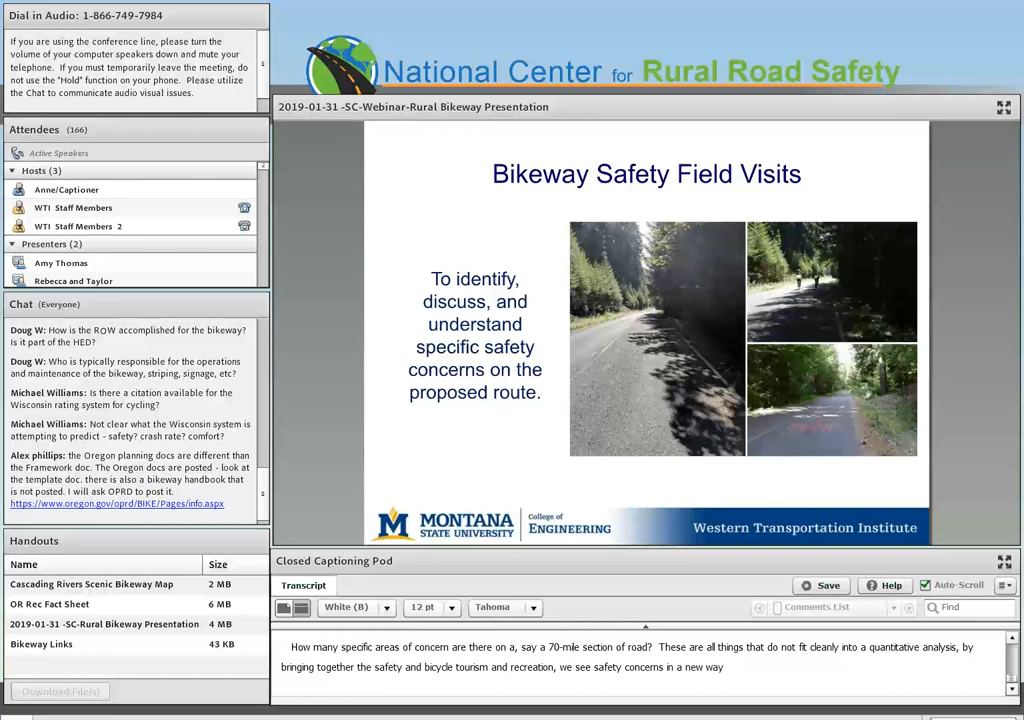 Dial in Audio: 1-866-749-7984
If you are using the conference line, please turn the
volume of your computer speakers down and mute your
telephone. If you must temporarily leave the meeting, do
not use the "Hold" function on your phone. Please utilize
the Chat to communicate audio visual issues.
National Center for Rural Road Safety
Attendees (166)
Active Speakers
Hosts (3)
Anne/Captioner
WTI Staff Members
WTI Staff Members 2
Presenters (2)
Amy Thomas
Rebecca and Taylor
Chat (Everyone)
Doug W: How is the ROW accomplished for the bikeway?
Is it part of the HED?
Doug W: Who is typically responsible for the operations
and maintenance of the bikeway, striping, signage, etc?
Michael Williams: Is there a citation available for the
Wisconsin rating system for cycling?
Michael Williams: Not clear what the Wisconsin system is
attempting to predict - safety? crash rate? comfort?
Alex phillips: the Oregon planning docs are different than
the Framework doc. The Oregon docs are posted - look at
the template doc. there is also a bikeway handbook that
is not posted. I will ask OPRD to post it.
https://www.oregon.gov/oprd/BIKE/Pages/info.aspx
Handouts
Name Size
Cascading Rivers Scenic Bikeway Map 2 MB
OR Rec Fact Sheet 6 MB
2019-01-31 -SC-Rural Bikeway Presentation 4 MB
Bikeway Links 43 KB
Download File(s)
2019-01-31 -SC-Webinar-Rural Bikeway Presentation
Bikeway Safety Field Visits
To identify,
discuss, and
understand
specific safety
concerns on the
proposed route.
M MONTANA
STATE UNIVERSITY
College of
ENGINEERING
Western Transportation Institute
Closed Captioning Pod
Transcript
Save Help Auto-Scroll
White (B) 12 pt Tahoma Comments List Find
How many specific areas of concern are there on a, say a 70-mile section of road? These are all things that do not fit cleanly into a quantitative analysis, by
bringing together the safety and bicycle tourism and recreation, we see safety concerns in a new way